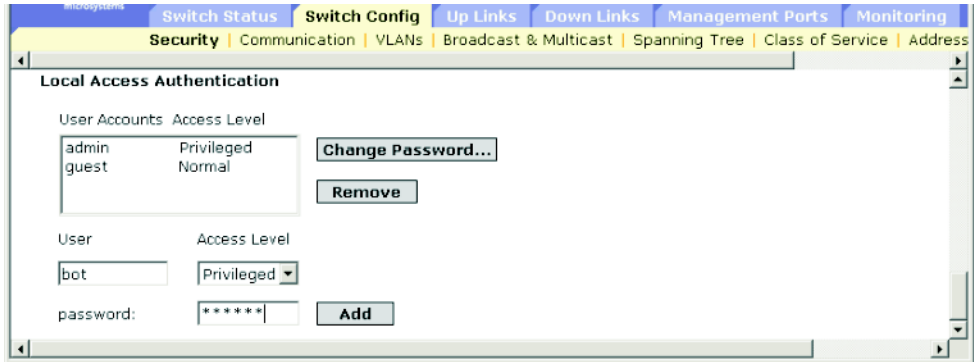 microsystems
Switch Status Switch Config Up Links Down Links Management Ports Monitoring
Security | Communication | VLANs | Broadcast & Multicast | Spanning Tree | Class of Service | Address
Local Access Authentication
User Accounts Access Level
admin Privileged
guest Normal
Change Password...
Remove
User Access Level
bot Privileged
password: ****** Add